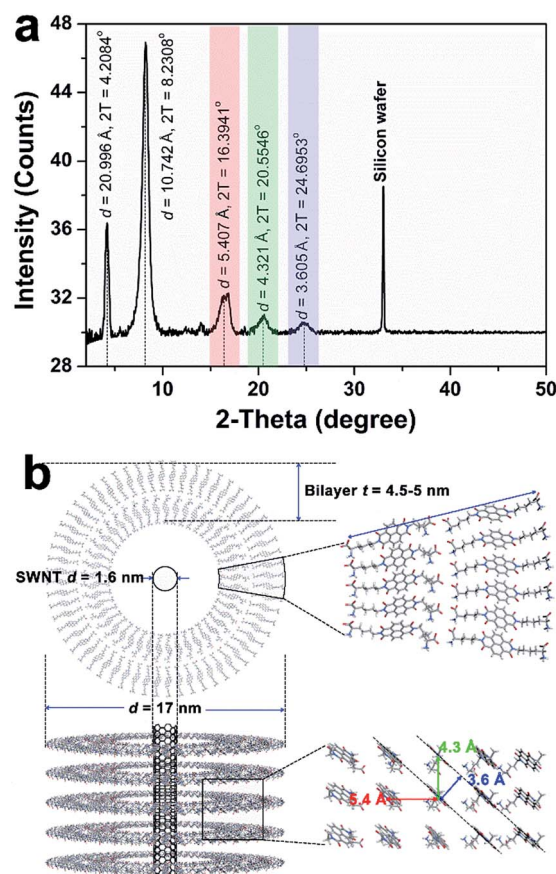 a
48
44
40
36
32
28
Intensity (Counts)
d = 20.996 Å, 2T = 4.2084°
d = 10.742 Å, 2T = 8.2308°
d = 5.407 Å, 2T = 16.3941°
d = 4.321 Å, 2T = 20.5546°
d = 3.605 Å, 2T = 24.6953°
Silicon wafer
10 20 30 40 50
2-Theta (degree)
b
Bilayer t = 4.5-5 nm
SWNT d = 1.6 nm
d = 17 nm
4.3 Å
3.6 Å
5.4 Å